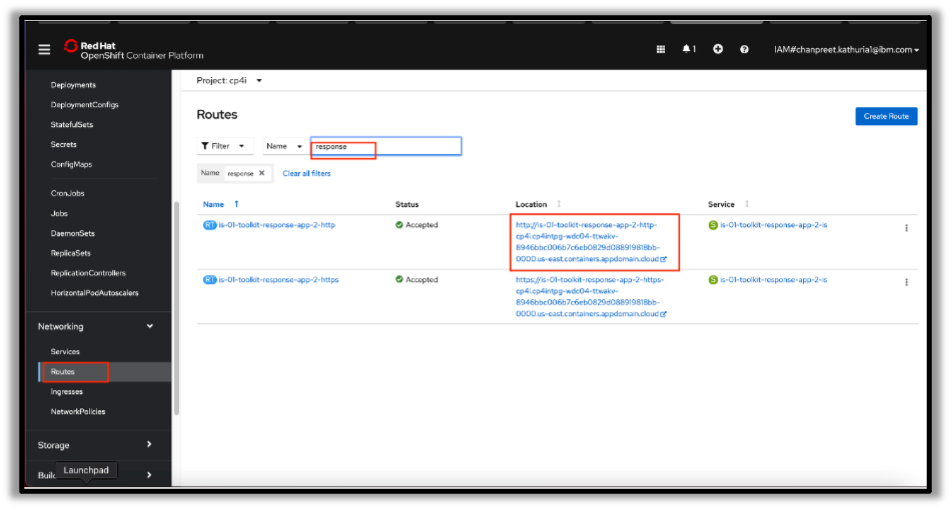 Red Hat
OpenShift Container Platform
1
IAM#chanpreet.kathuria1@ibm.com
Deployments
DeploymentConfigs
StatefulSets
Secrets
ConfigMaps
CronJobs
Jobs
DaemonSets
ReplicaSets
ReplicationControllers
HorizontalPodAutoscalers
Networking
Services
Routes
Ingresses
NetworkPolicies
Storage
Launchpad
Project: cp4i
Routes
Create Route
Filter
Name
response
Name response
Clear all filters
Name Status Location Service
RT is-01-toolkit-response-app-2-http
Accepted
http://is-01-toolkit-response-app-2-http-
cp4i.cp4intpg-wdc04-ttwakv-
8946bbc006b7c6eb0829d088919818bb-
0000.us-east.containers.appdomain.cloud
S is-01-toolkit-response-app-2-is
RT is-01-toolkit-response-app-2-https
Accepted
https://is-01-toolkit-response-app-2-https-
cp4i.cp4intpg-wdc04-ttwakv-
8946bbc006b7c6eb0829d088919818bb-
0000.us-east.containers.appdomain.cloud
S is-01-toolkit-response-app-2-is